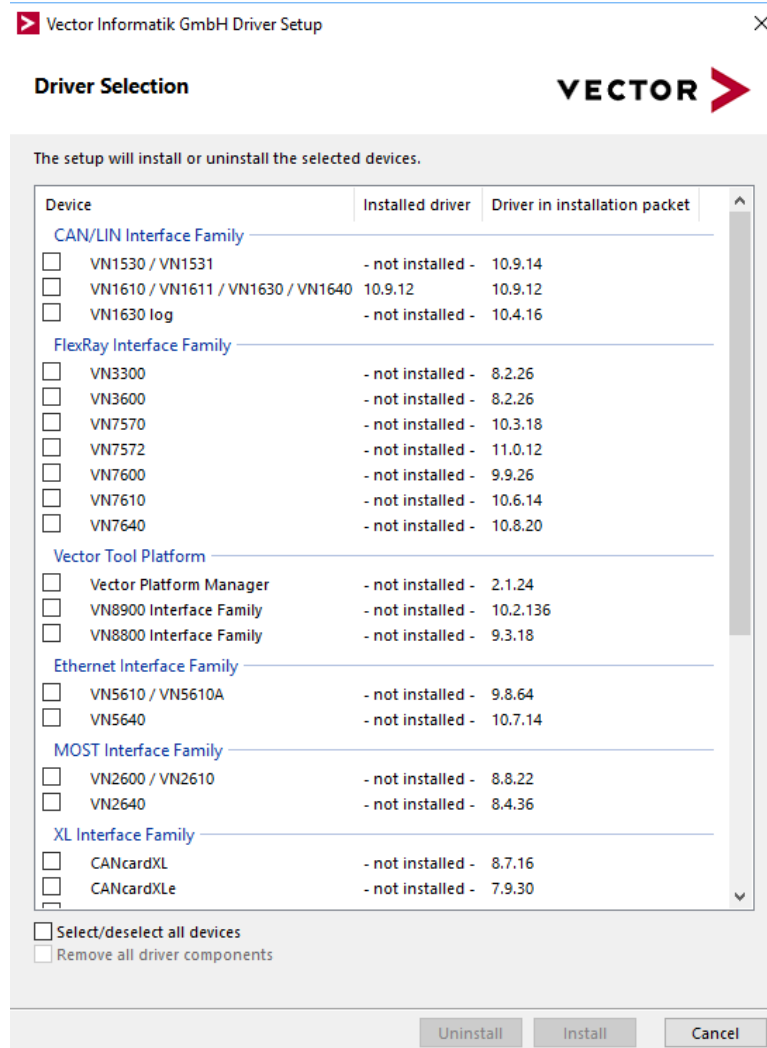 Vector Informatik GmbH Driver Setup
Driver Selection
VECTOR
The setup will install or uninstall the selected devices.
Device Installed driver Driver in installation packet
CAN/LIN Interface Family
VN1530 / VN1531 - not installed - 10.9.14
VN1610 / VN1611 / VN1630 / VN1640 10.9.12 10.9.12
VN1630 log - not installed - 10.4.16
FlexRay Interface Family
VN3300 - not installed - 8.2.26
VN3600 - not installed - 8.2.26
VN7570 - not installed - 10.3.18
VN7572 - not installed - 11.0.12
VN7600 - not installed - 9.9.26
VN7610 - not installed - 10.6.14
VN7640 - not installed - 10.8.20
Vector Tool Platform
Vector Platform Manager - not installed - 2.1.24
VN8900 Interface Family - not installed - 10.2.136
VN8800 Interface Family - not installed - 9.3.18
Ethernet Interface Family
VN5610 / VN5610A - not installed - 9.8.64
VN5640 - not installed - 10.7.14
MOST Interface Family
VN2600 / VN2610 - not installed - 8.8.22
VN2640 - not installed - 8.4.36
XL Interface Family
CANcardXL - not installed - 8.7.16
CANcardXLe - not installed - 7.9.30
Select/deselect all devices
Remove all driver components
Uninstall Install Cancel